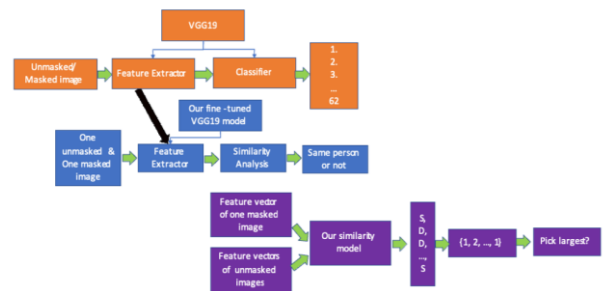 VGG19
Unmasked/
Masked image
Feature Extractor
Classifier
1.
2.
3.
...
62
Our fine -tuned
VGG19 model
One
unmasked &
One masked
image
Feature
Extractor
Similarity
Analysis
Same person
or not
Feature vector
of one masked
image
Feature vectors
of unmasked
images
Our similarity
model
S,
D,
D,
...,
S
{1, 2, ..., 1}
Pick largest?